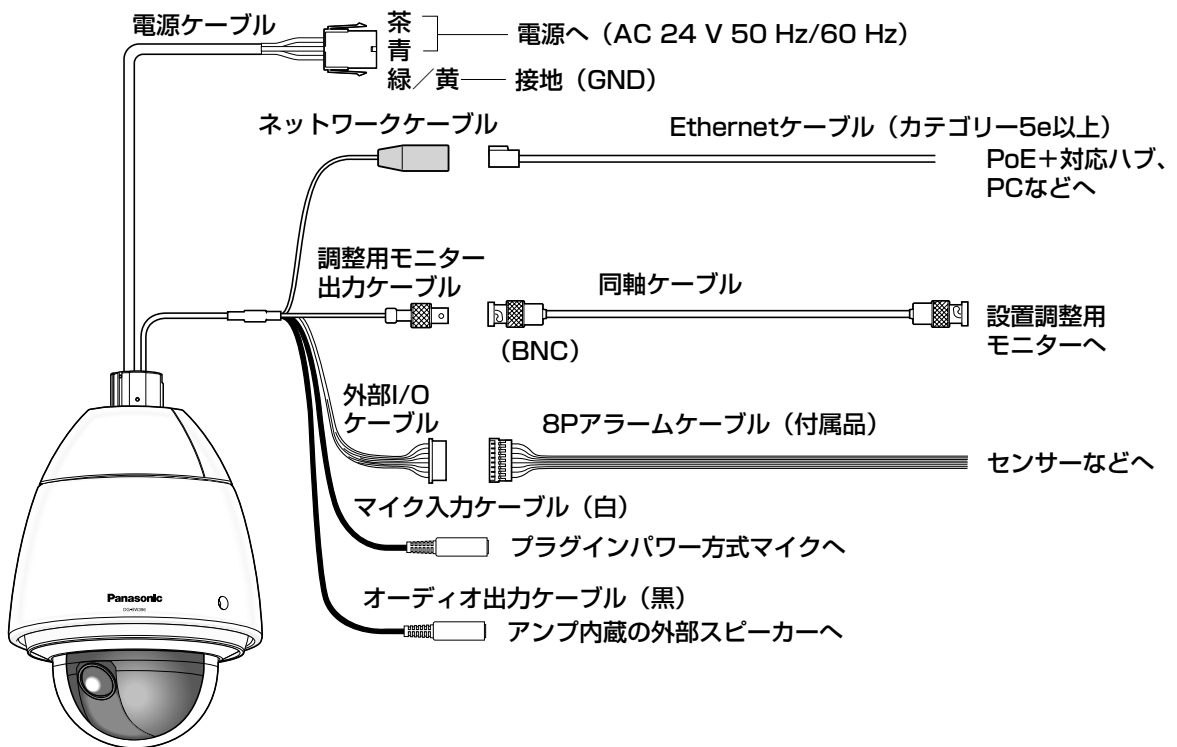 電源ケーブル
茶
青
緑/黄
電源へ（AC 24 V 50 Hz/60 Hz）
接地（GND）
ネットワークケーブル
Ethernetケーブル（カテゴリー5e以上）
PoE+対応ハブ、
PCなどへ
調整用モニター
出力ケーブル
同軸ケーブル
（BNC）
設置調整用
モニターへ
外部I/O
ケーブル
8Pアラームケーブル（付属品）
センサーなどへ
マイク入力ケーブル（白）
プラグインパワー方式マイクへ
オーディオ出力ケーブル（黒）
アンプ内蔵の外部スピーカーへ
Panasonic